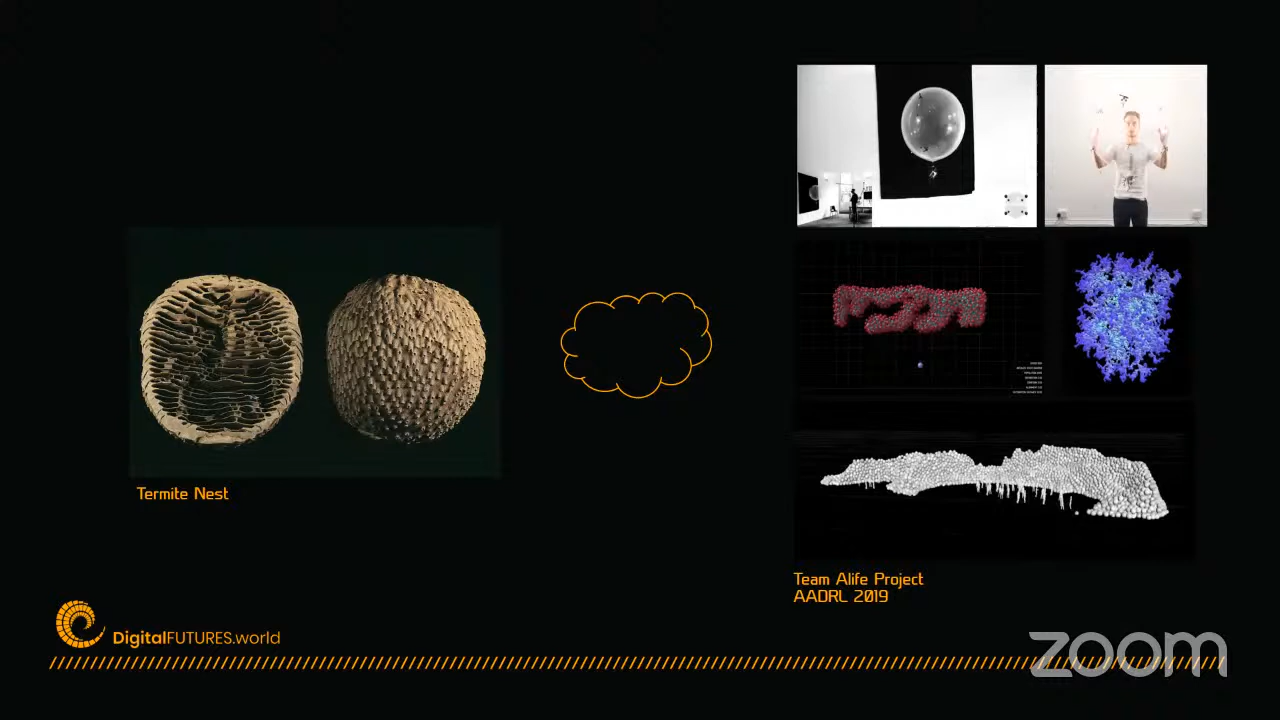 Termite Nest
Team Alife Project
AADRL 2019
DigitalFUTURES.world
zoom